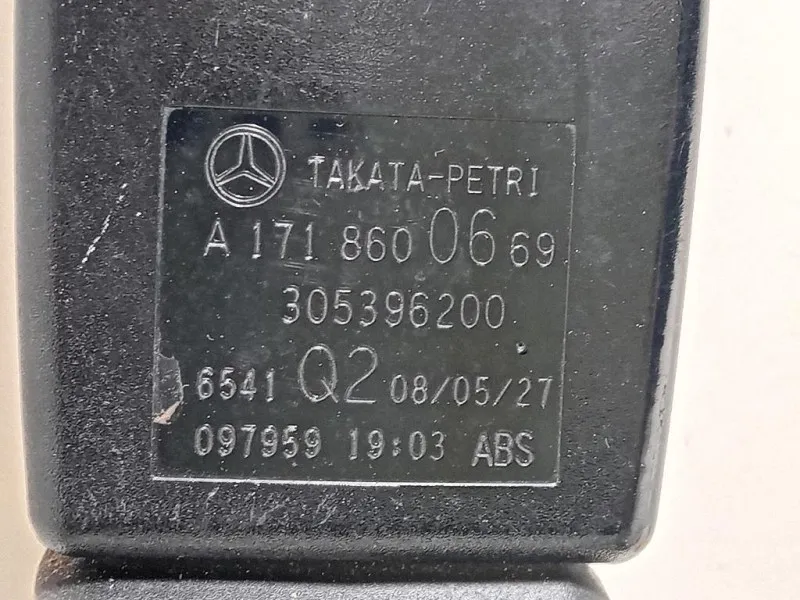 TAKATA-PETRI
A 171 860 06 69
305396200
6541 Q2 08/05/27
097959 19:03 ABS